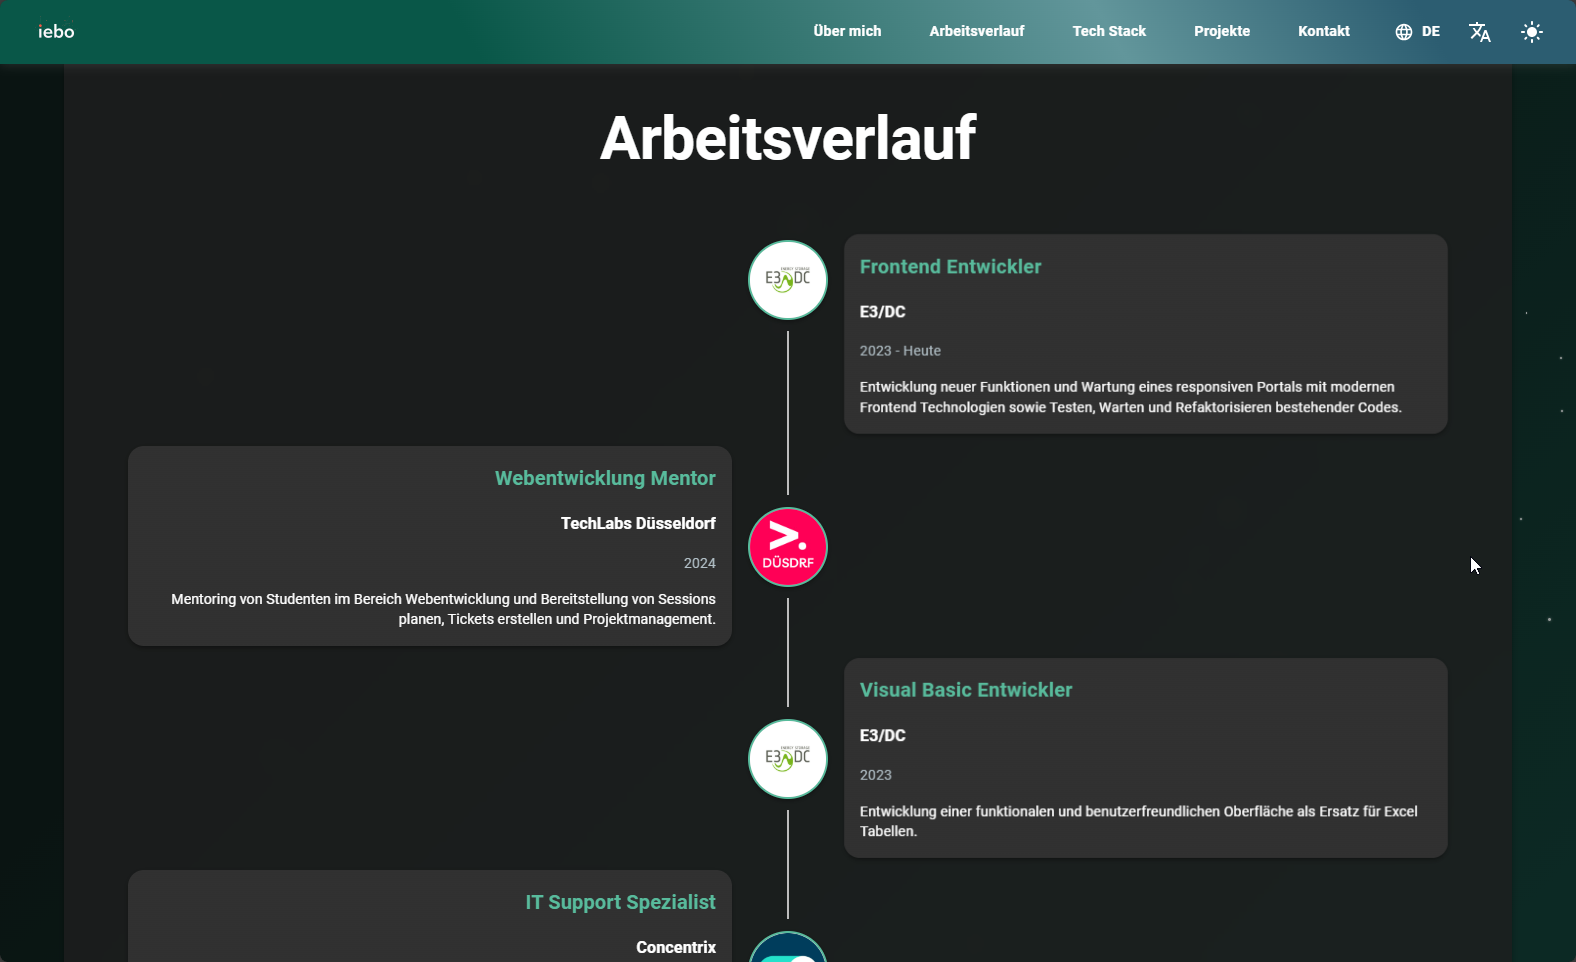 iebo
Über mich
Arbeitsverlauf
Tech Stack
Projekte
Kontakt
DE
Arbeitsverlauf
E3/DC
Frontend Entwickler
E3/DC
2023 - Heute
Entwicklung neuer Funktionen und Wartung eines responsiven Portals mit modernen
Frontend Technologien sowie Testen, Warten und Refaktorisieren bestehender Codes.
Webentwicklung Mentor
TechLabs Düsseldorf
2024
Mentoring von Studenten im Bereich Webentwicklung und Bereitstellung von Sessions
planen, Tickets erstellen und Projektmanagement.
DÜSDRF
E3/DC
Visual Basic Entwickler
E3/DC
2023
Entwicklung einer funktionalen und benutzerfreundlichen Oberfläche als Ersatz für Excel
Tabellen.
IT Support Spezialist
Concentrix